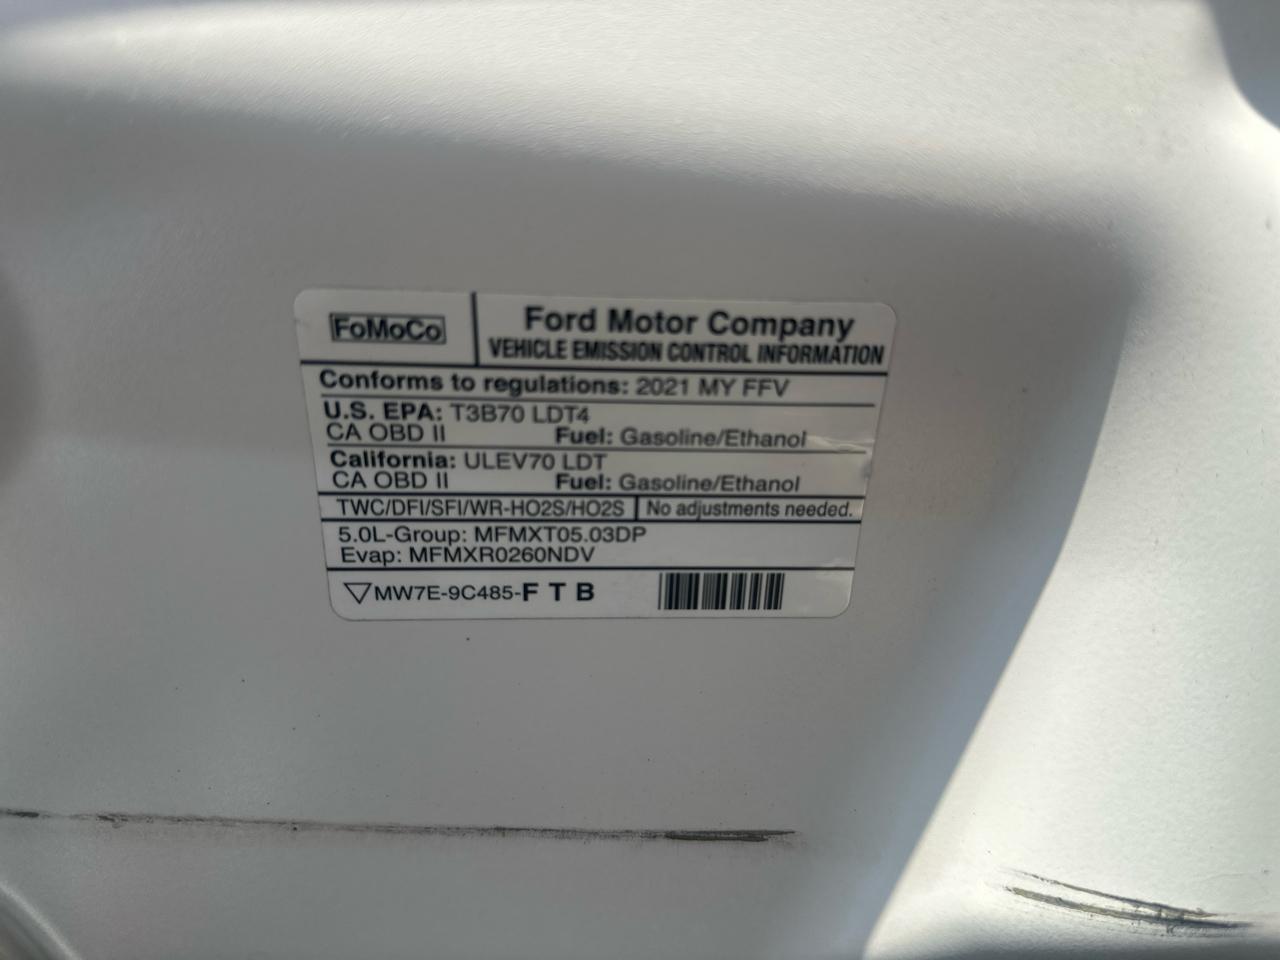 FoMoCo
Ford Motor Company
VEHICLE EMISSION CONTROL INFORMATION
Conforms to regulations: 2021 MY FFV
U.S. EPA: T3B70 LDT4
CA OBD II Fuel: Gasoline/Ethanol
California: ULEV70 LDT
CA OBD II Fuel: Gasoline/Ethanol
TWC/DFI/SFI/WR-HO2S/HO2S No adjustments needed.
5.0L-Group: MFMXT05.03DP
Evap: MFMXR0260NDV
MW7E-9C485-F T B